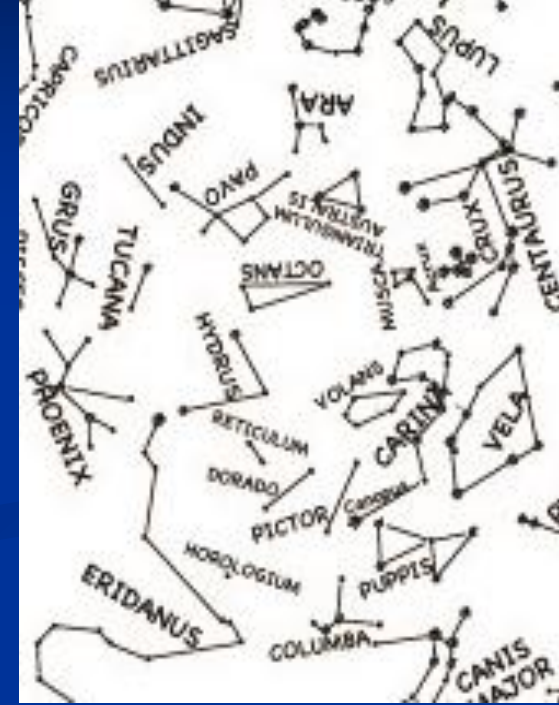 SAGITTARIUS
LUPUS
CAPRICO
ARA
INDUS
PAVO
TRIANGULUM
AUSTRALIS
CRUX
CENTAURUS
GRUS
TUCANA
OCTANS
MUSCA
HYDRUS
VOLANS
PHOENIX
CARINA
VELA
RETICULUM
DORADO
PICTOR
Canopus
HOROLOGIUM
PUPPIS
ERIDANUS
COLUMBA
CANIS
MAJOR